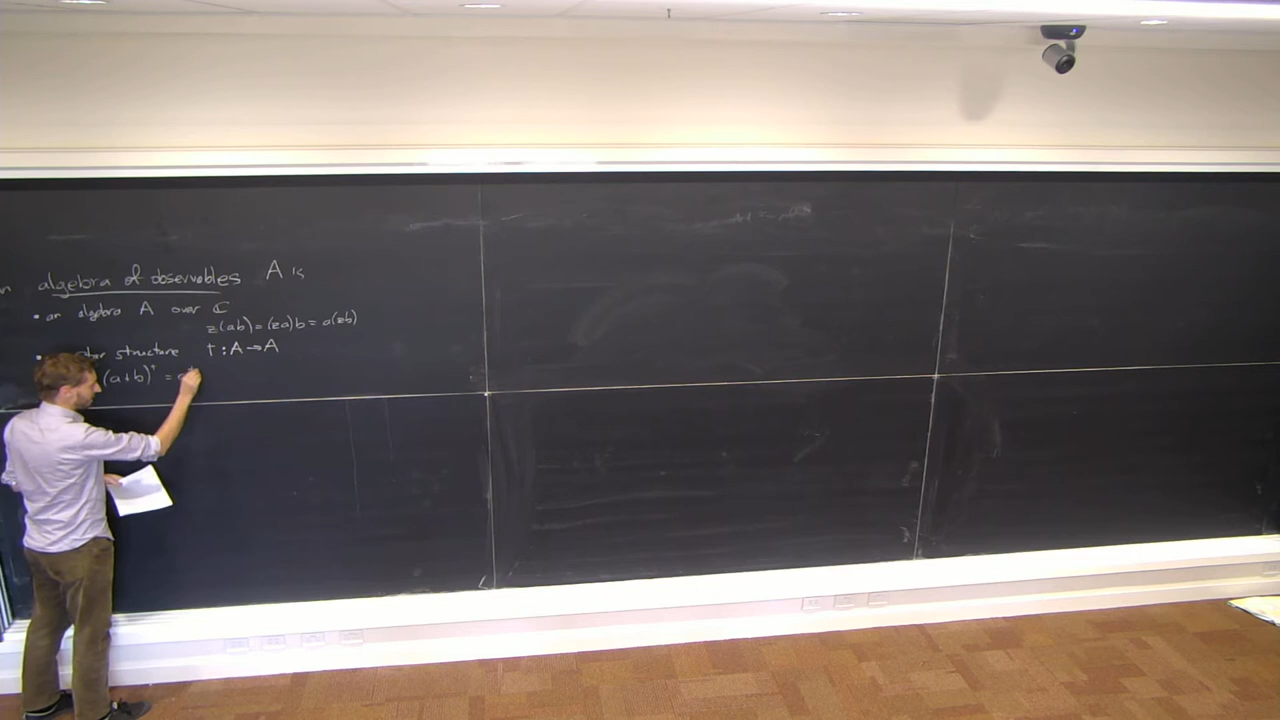 algebra of observables A is
• an algebra A over ℂ
z(ab) = (za)b = a(zb)
• star structure † : A → A
(a+b)† = a